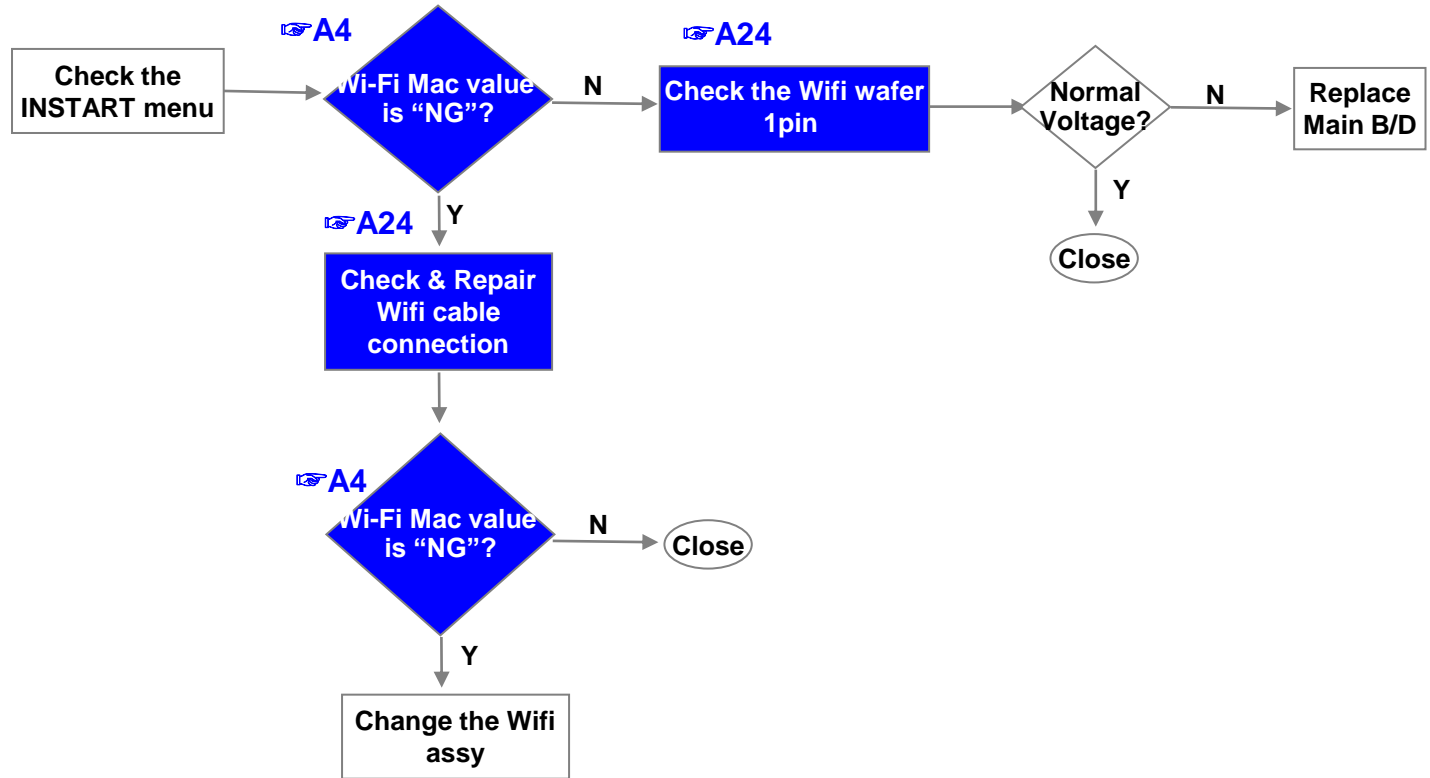 ☞A4
☞A24
Check the
INSTART menu
Wi-Fi Mac value
is “NG”?
N
Check the Wifi wafer
1pin
Normal
Voltage?
N
Replace
Main B/D
Y
Close
☞A24
Y
Check & Repair
Wifi cable
connection
☞A4
Wi-Fi Mac value
is “NG”?
N
Close
Y
Change the Wifi
assy